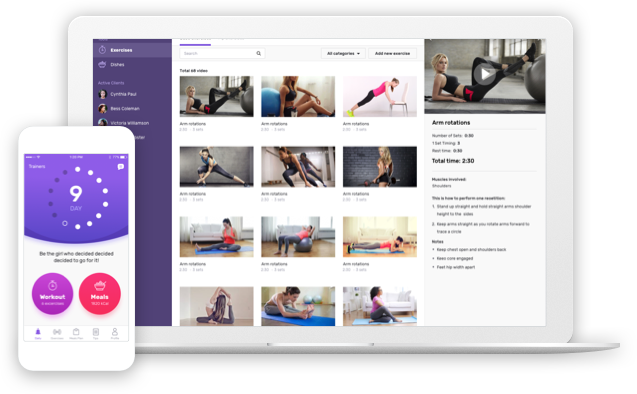 Exercises
Dishes
Active Clients
Cynthia Paul
Bess Coleman
Victoria Williamson
Search
All categories
Add new exercise
Total 68 video
Arm rotations
2:30 3 sets
Arm rotations
2:30 3 sets
Arm rotations
2:30 3 sets
Arm rotations
2:30 3 sets
Arm rotations
2:30 3 sets
Arm rotations
2:30 3 sets
Arm rotations
2:30 3 sets
Arm rotations
2:30 3 sets
Arm rotations
2:30 3 sets
Arm rotations
Number of Sets: 0:30
1 Set Timing: 3
Rest time: 0:30
Total time: 2:30
Muscles involved:
Shoulders
This is how to perform one resetition:
1. Stand up straight and hold straight arms shoulder
height to the sides
2. Keep arms straight as you rotate arms forward to
trace a circle
Notes
• Keep chest open and shoulders back
• Keep core engaged
• Feet hip width apart
Trainers
9
DAY
Be the girl who decided decided
decided to go for it!
Workout
Meals